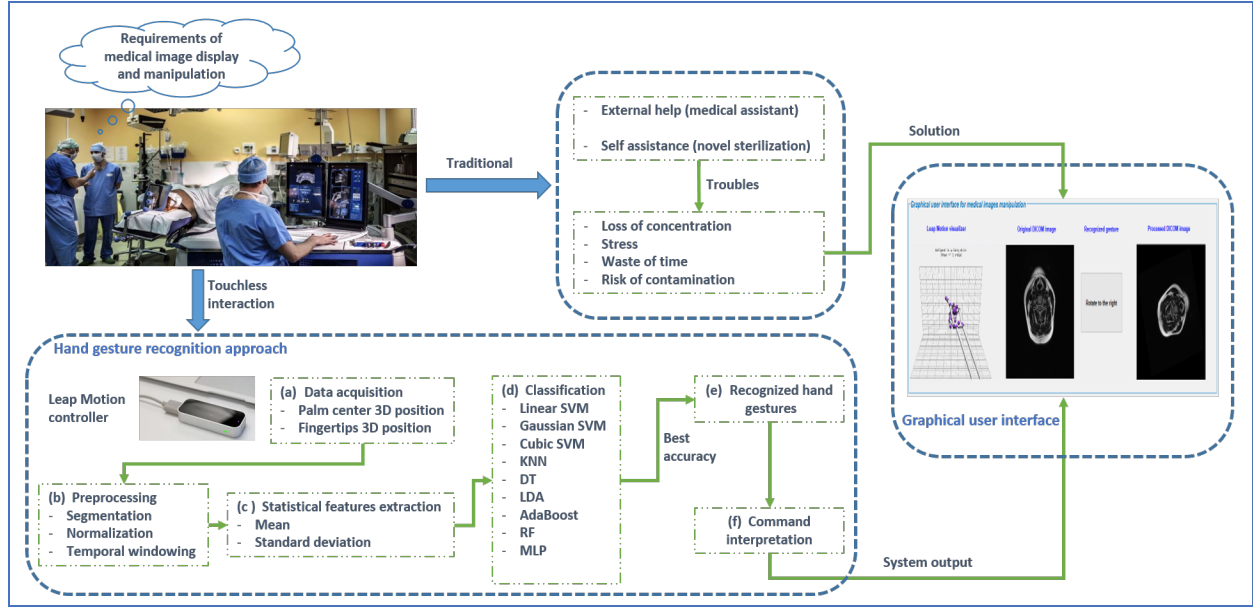 Requirements of
medical image display
and manipulation
Traditional
- External help (medical assistant)
- Self assistance (novel sterilization)
Troubles
- Loss of concentration
- Stress
- Waste of time
- Risk of contamination
Solution
Graphical user interface for medical images manipulation
Leap Motion visualizer
Original DICOM image
Recognized gesture
Processed DICOM image
Rotate to the right
Graphical user interface
Touchless
interaction
Hand gesture recognition approach
Leap Motion
controller
(a) Data acquisition
- Palm center 3D position
- Fingertips 3D position
(b) Preprocessing
- Segmentation
- Normalization
- Temporal windowing
(c ) Statistical features extraction
- Mean
- Standard deviation
(d) Classification
- Linear SVM
- Gaussian SVM
- Cubic SVM
- KNN
- DT
- LDA
- AdaBoost
- RF
- MLP
Best
accuracy
(e) Recognized hand
gestures
(f) Command
interpretation
System output